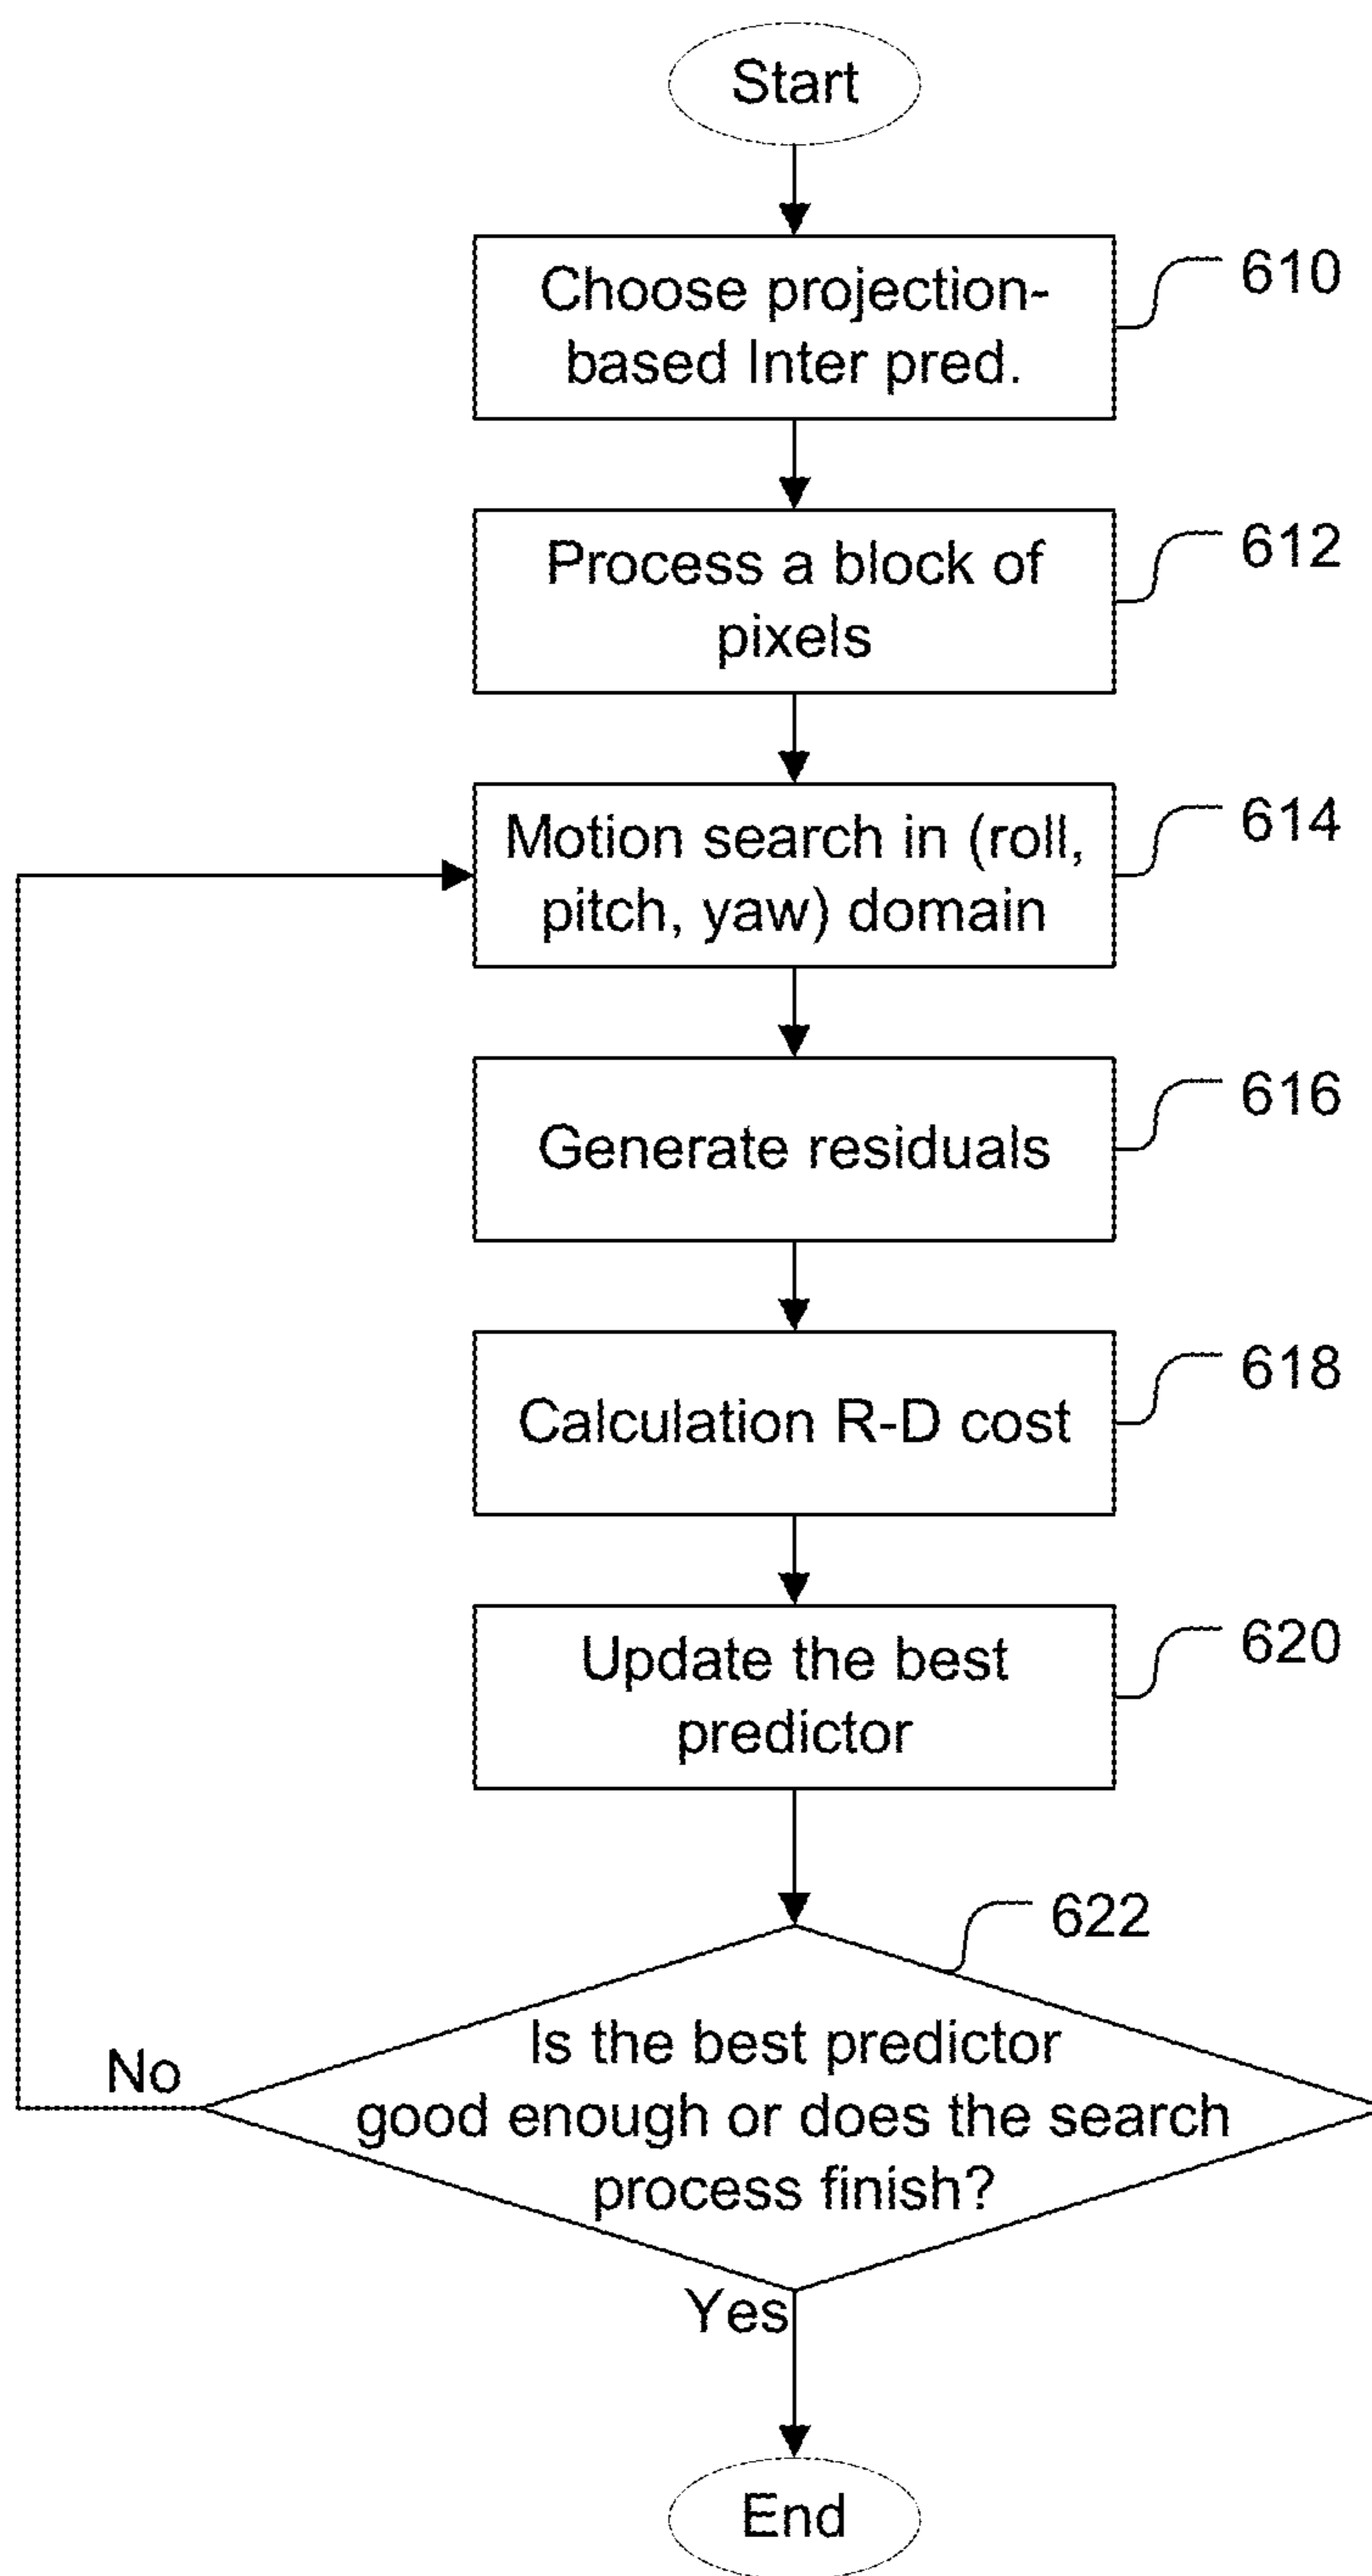 Start
Choose projection-
based Inter pred.
610
Process a block of
pixels
612
Motion search in (roll,
pitch, yaw) domain
614
Generate residuals
616
Calculation R-D cost
618
Update the best
predictor
620
622
Is the best predictor
good enough or does the search
process finish?
No
Yes
End